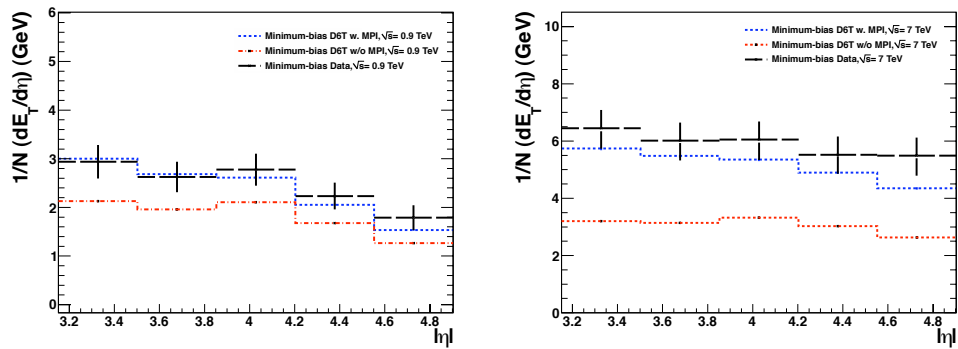 1/N (dE_T/dη) (GeV)
6
5
4
3
2
1
0
Minimum-bias D6T w. MPI,√s= 0.9 TeV
Minimum-bias D6T w/o MPI,√s= 0.9 TeV
Minimum-bias Data,√s= 0.9 TeV
3.2 3.4 3.6 3.8 4 4.2 4.4 4.6 4.8
|η|
1/N (dE_T/dη) (GeV)
10
8
6
4
2
0
Minimum-bias D6T w. MPI,√s= 7 TeV
Minimum-bias D6T w/o MPI,√s= 7 TeV
Minimum-bias Data,√s= 7 TeV
3.2 3.4 3.6 3.8 4 4.2 4.4 4.6 4.8
|η|